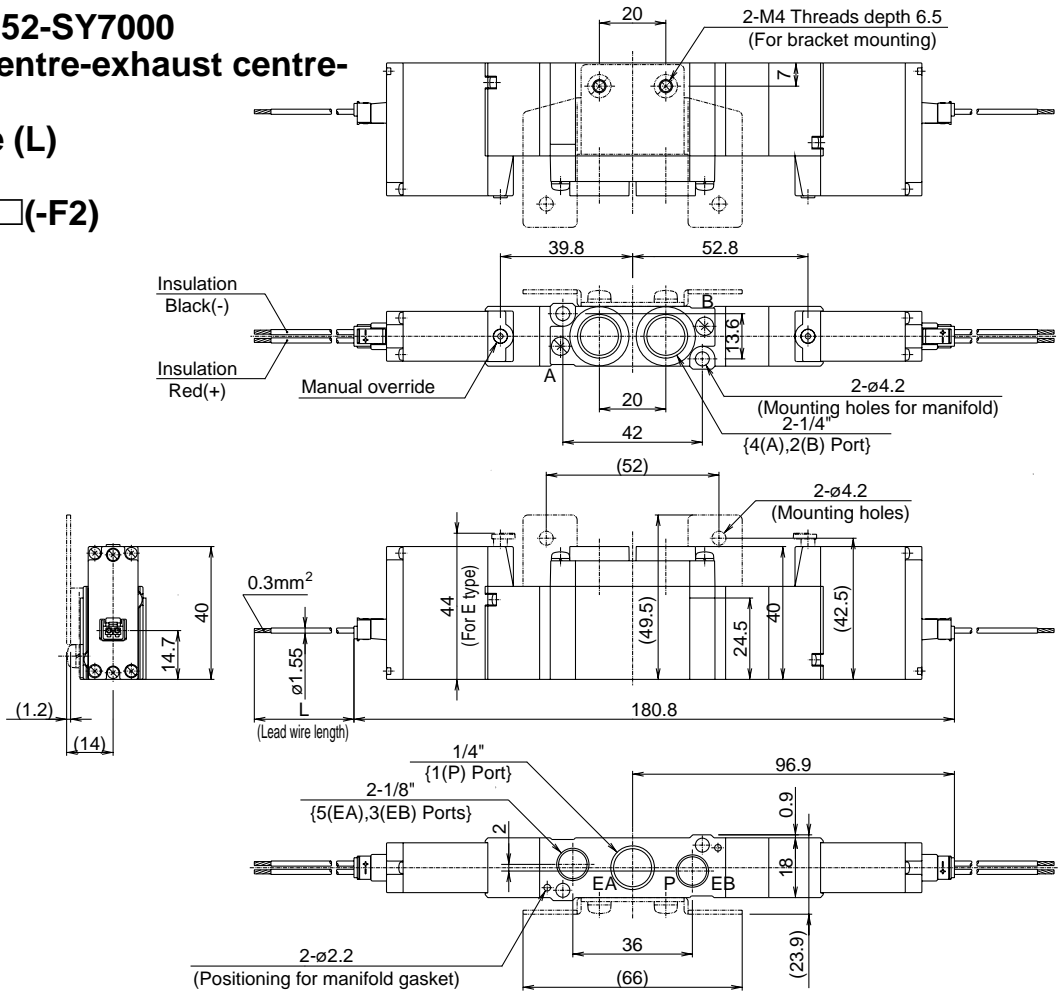 52-SY7000
entre-exhaust centre-
e (L)
□(-F2)
20
2-M4 Threads depth 6.5
(For bracket mounting)
7
39.8
52.8
Insulation
Black(-)
Insulation
Red(+)
Manual override
A
B
13.6
20
42
2-ø4.2
(Mounting holes for manifold)
2-1/4"
{4(A),2(B) Port}
(52)
2-ø4.2
(Mounting holes)
0.3mm²
40
14.7
(1.2)
(14)
ø1.55
L
(Lead wire length)
44
(For E type)
(49.5)
24.5
40
(42.5)
180.8
1/4"
{1(P) Port}
2-1/8"
{5(EA),3(EB) Ports}
96.9
2
0.9
18
EA
P
EB
(23.9)
2-ø2.2
(Positioning for manifold gasket)
36
(66)